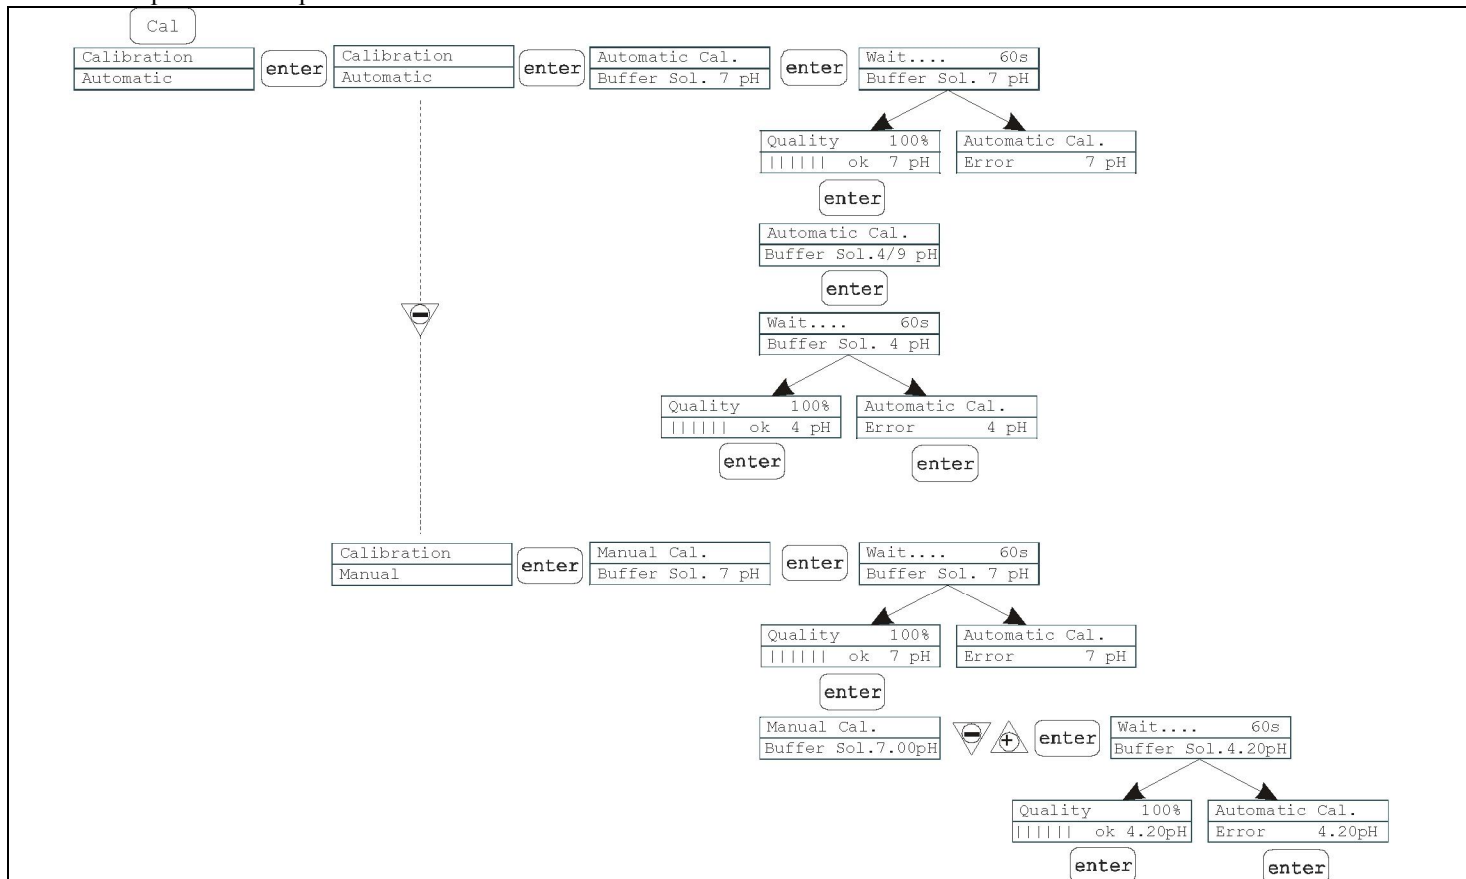 Cal
Calibration
Automatic
enter
Calibration
Automatic
enter
Automatic Cal.
Buffer Sol. 7 pH
enter
Wait.... 60s
Buffer Sol. 7 pH
Quality 100%
|||||| ok 7 pH
Automatic Cal.
Error 7 pH
enter
Automatic Cal.
Buffer Sol.4/9 pH
enter
Wait.... 60s
Buffer Sol. 4 pH
Quality 100%
|||||| ok 4 pH
Automatic Cal.
Error 4 pH
enter
enter
Calibration
Manual
enter
Manual Cal.
Buffer Sol. 7 pH
enter
Wait.... 60s
Buffer Sol. 7 pH
Quality 100%
|||||| ok 7 pH
Automatic Cal.
Error 7 pH
enter
Manual Cal.
Buffer Sol.7.00pH
enter
Wait.... 60s
Buffer Sol.4.20pH
Quality 100%
|||||| ok 4.20pH
Automatic Cal.
Error 4.20pH
enter
enter